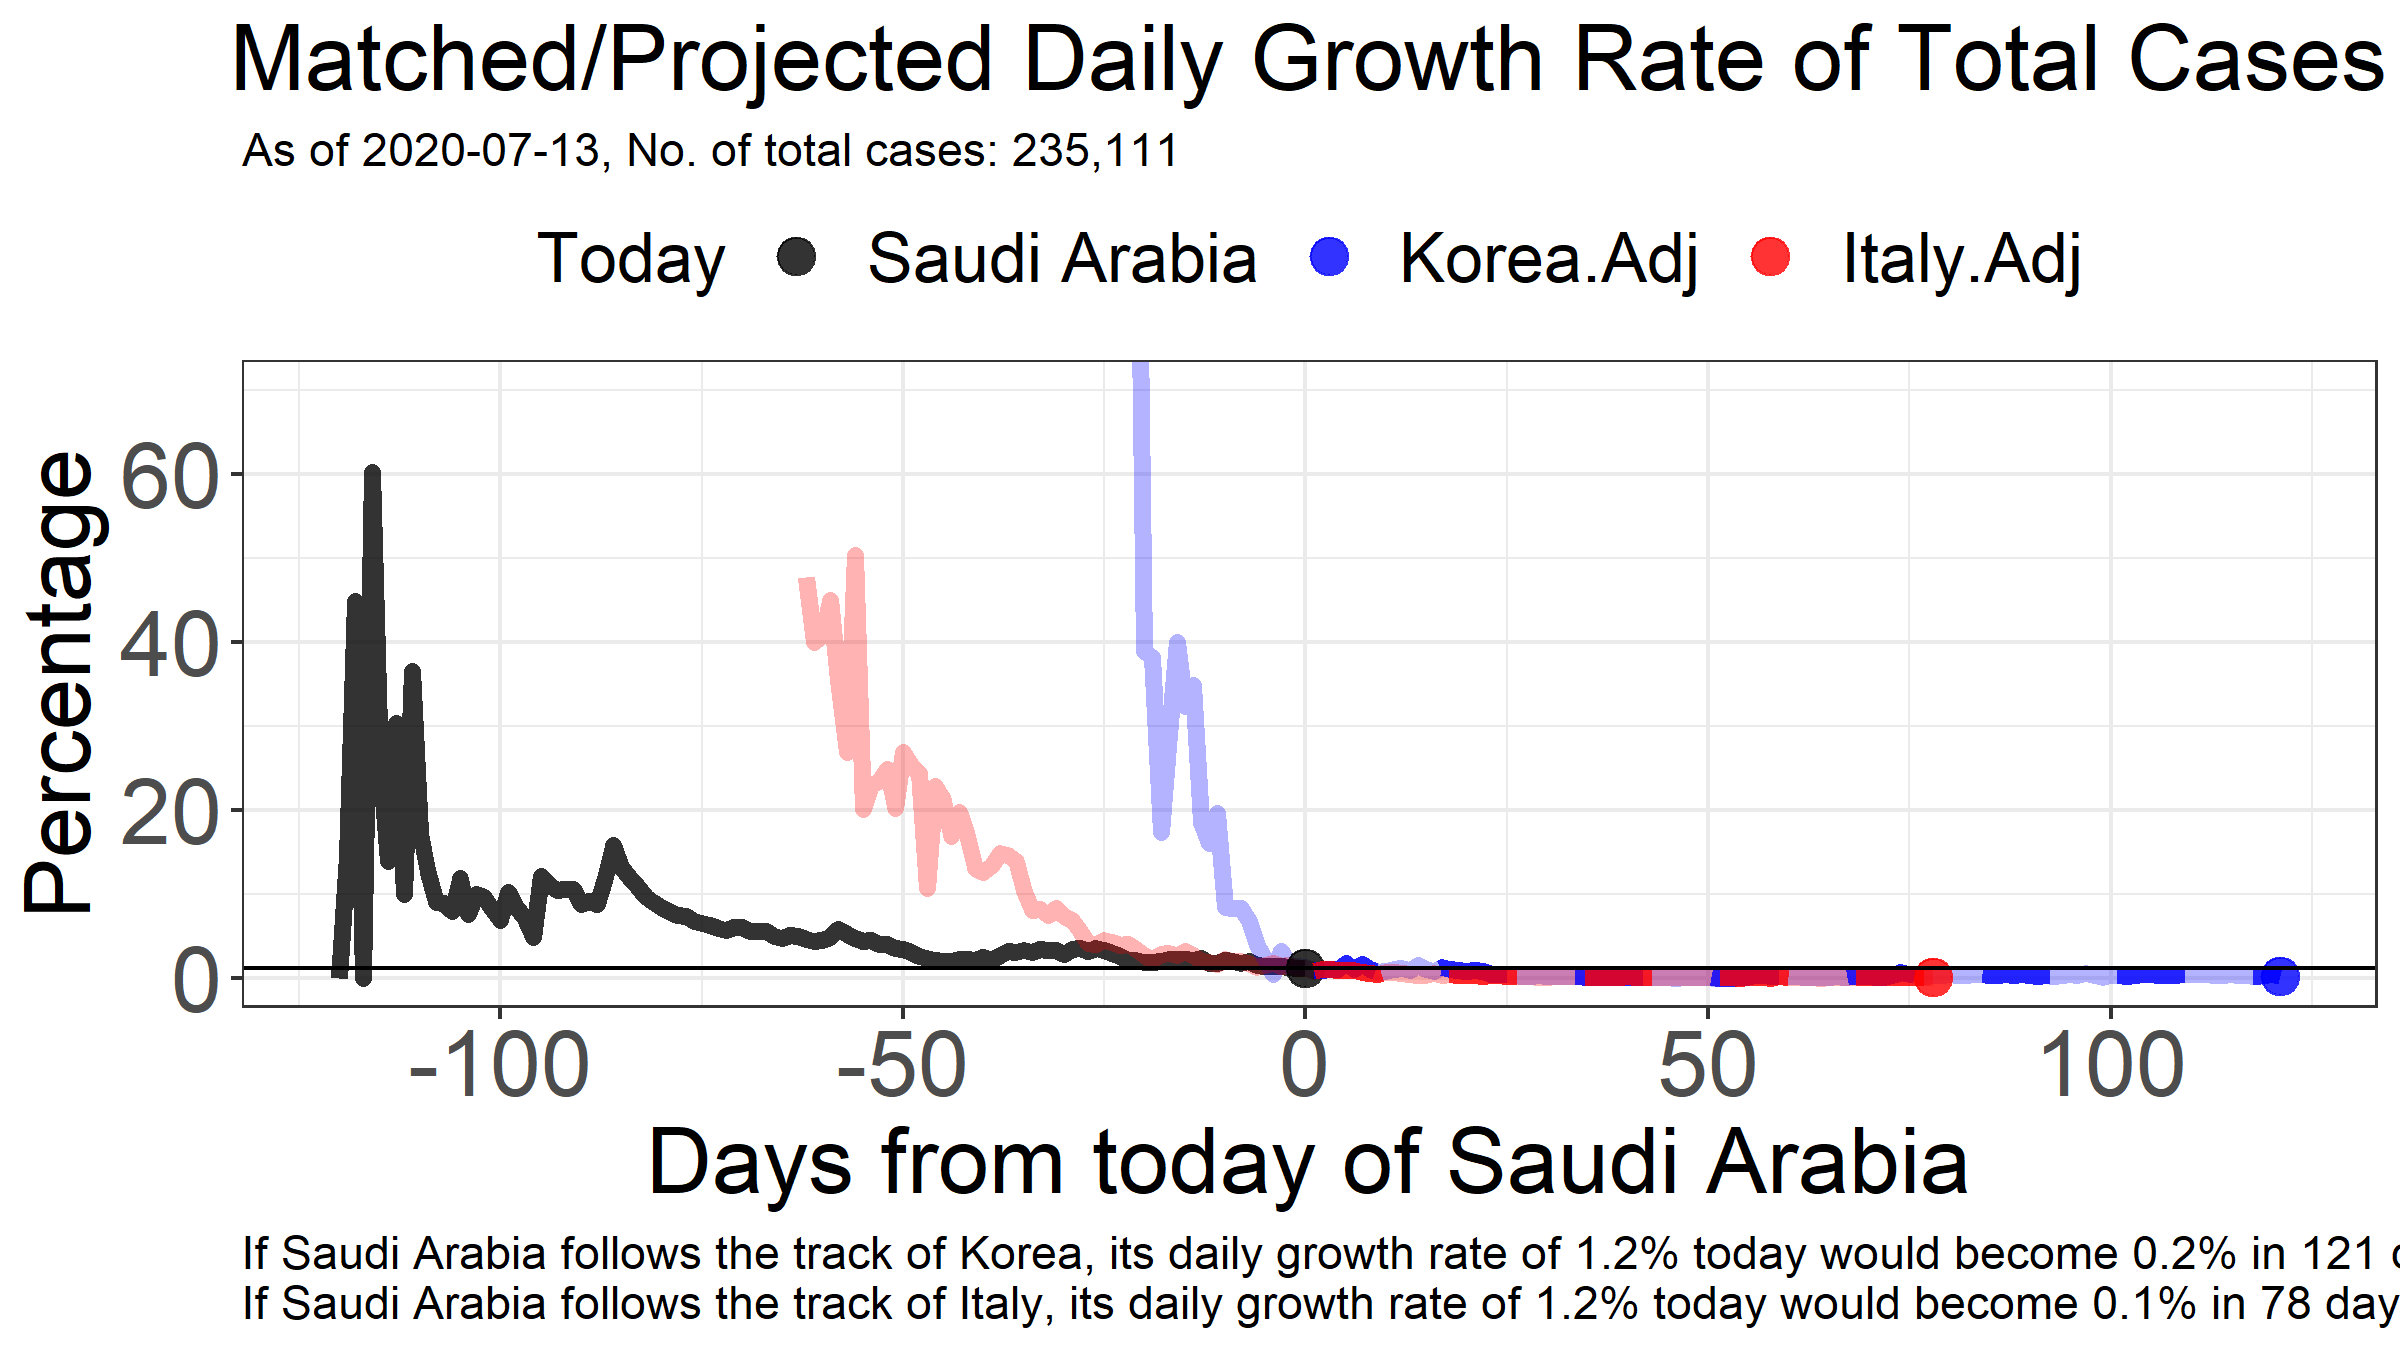 Matched/Projected Daily Growth Rate of Total Cases
As of 2020-07-13, No. of total cases: 235,111
Today Saudi Arabia Korea.Adj Italy.Adj
Percentage
60
40
20
0
-100 -50 0 50 100
Days from today of Saudi Arabia
If Saudi Arabia follows the track of Korea, its daily growth rate of 1.2% today would become 0.2% in 121
If Saudi Arabia follows the track of Italy, its daily growth rate of 1.2% today would become 0.1% in 78 day